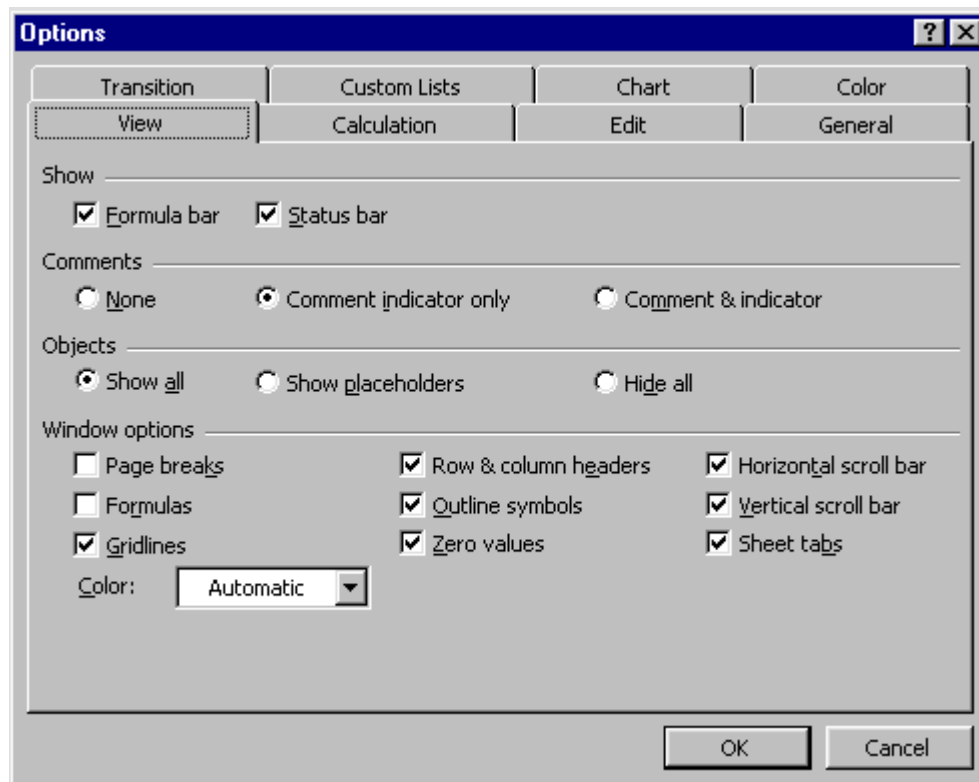 Options
Transition Custom Lists Chart Color
View Calculation Edit General
Show
Formula bar Status bar
Comments
None Comment indicator only Comment & indicator
Objects
Show all Show placeholders Hide all
Window options
Page breaks Row & column headers Horizontal scroll bar
Formulas Outline symbols Vertical scroll bar
Gridlines Zero values Sheet tabs
Color: Automatic
OK Cancel